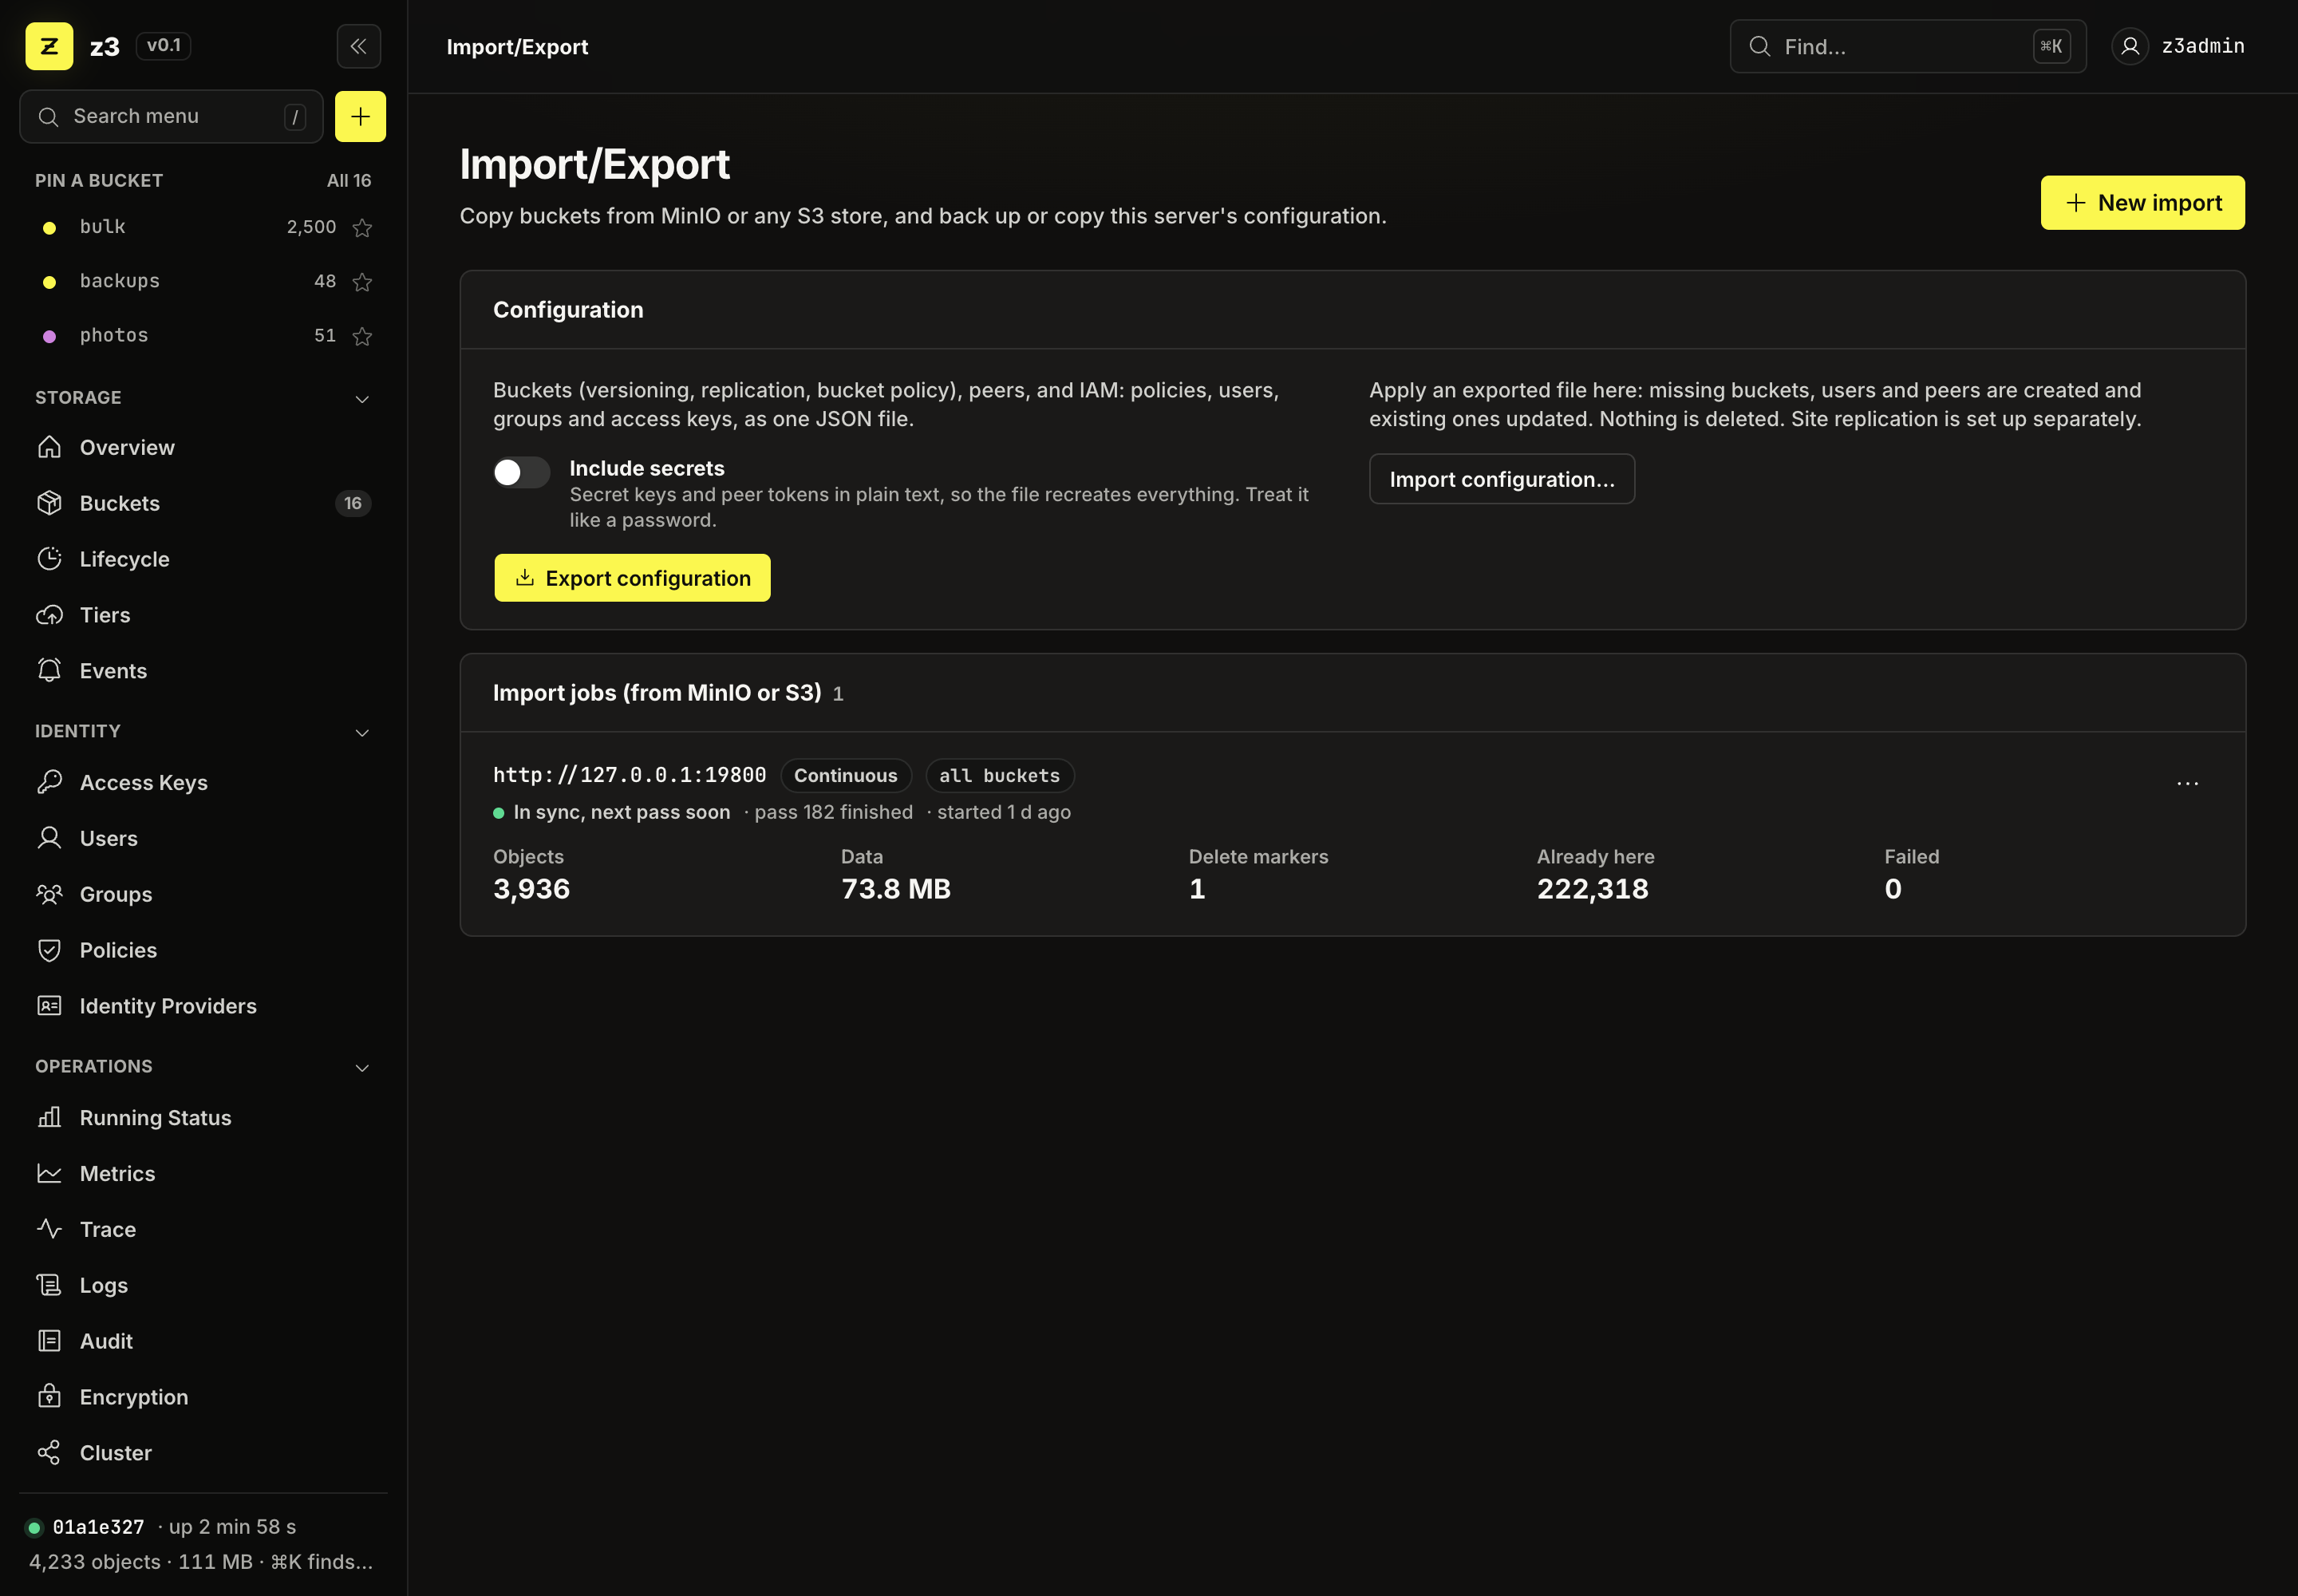 z3 v0.1
Search menu /
PIN A BUCKET All 16
bulk 2,500
backups 48
photos 51
STORAGE
Overview
Buckets 16
Lifecycle
Tiers
Events
IDENTITY
Access Keys
Users
Groups
Policies
Identity Providers
OPERATIONS
Running Status
Metrics
Trace
Logs
Audit
Encryption
Cluster
01a1e327 · up 2 min 58 s
4,233 objects · 111 MB · ⌘K finds...
Import/Export
Find... ⌘K z3admin
Import/Export
Copy buckets from MinIO or any S3 store, and back up or copy this server's configuration.
New import
Configuration
Buckets (versioning, replication, bucket policy), peers, and IAM: policies, users,
groups and access keys, as one JSON file.
Include secrets
Secret keys and peer tokens in plain text, so the file recreates everything. Treat it
like a password.
Export configuration
Apply an exported file here: missing buckets, users and peers are created and
existing ones updated. Nothing is deleted. Site replication is set up separately.
Import configuration...
Import jobs (from MinIO or S3) 1
http://127.0.0.1:19800 Continuous all buckets
In sync, next pass soon · pass 182 finished · started 1 d ago
Objects Data Delete markers Already here Failed
3,936 73.8 MB 1 222,318 0